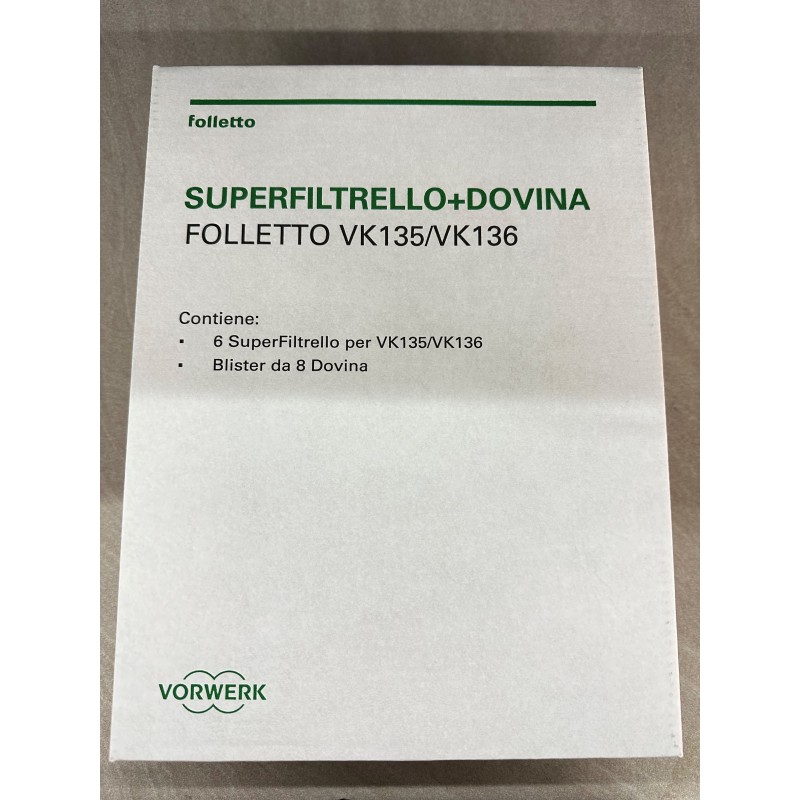 folletto
SUPERFILTRELLO+DOVINA
FOLLETTO VK135/VK136
Contiene:
▪ 6 SuperFiltrello per VK135/VK136
▪ Blister da 8 Dovina
VORWERK